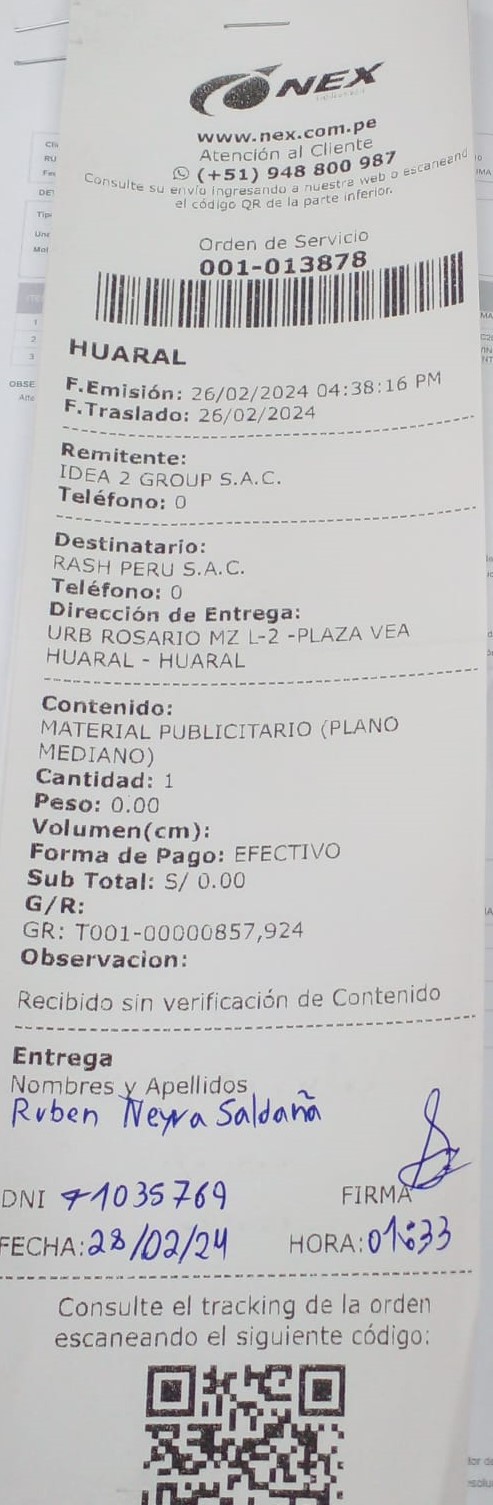 NEX
www.nex.com.pe
Atención al Cliente
(+51) 948 800 987
Consulte su envío ingresando a nuestra web o escaneand
el código QR de la parte inferior.
Orden de Servicio
001-013878
HUARAL
F.Emisión: 26/02/2024 04:38:16 PM
F.Traslado: 26/02/2024
Remitente:
IDEA 2 GROUP S.A.C.
Teléfono: 0
Destinatario:
RASH PERU S.A.C.
Teléfono: 0
Dirección de Entrega:
URB ROSARIO MZ L-2 -PLAZA VEA
HUARAL - HUARAL
Contenido:
MATERIAL PUBLICITARIO (PLANO
MEDIANO)
Cantidad: 1
Peso: 0.00
Volumen(cm):
Forma de Pago: EFECTIVO
Sub Total: S/ 0.00
G/R:
GR: T001-00000857,924
Observacion:
Recibido sin verificación de Contenido
Entrega
Nombres y Apellidos
Ruben Neyra Saldaña
DNI 71035769 FIRMA
FECHA: 28/02/24 HORA: 01:33
Consulte el tracking de la orden
escaneando el siguiente código: